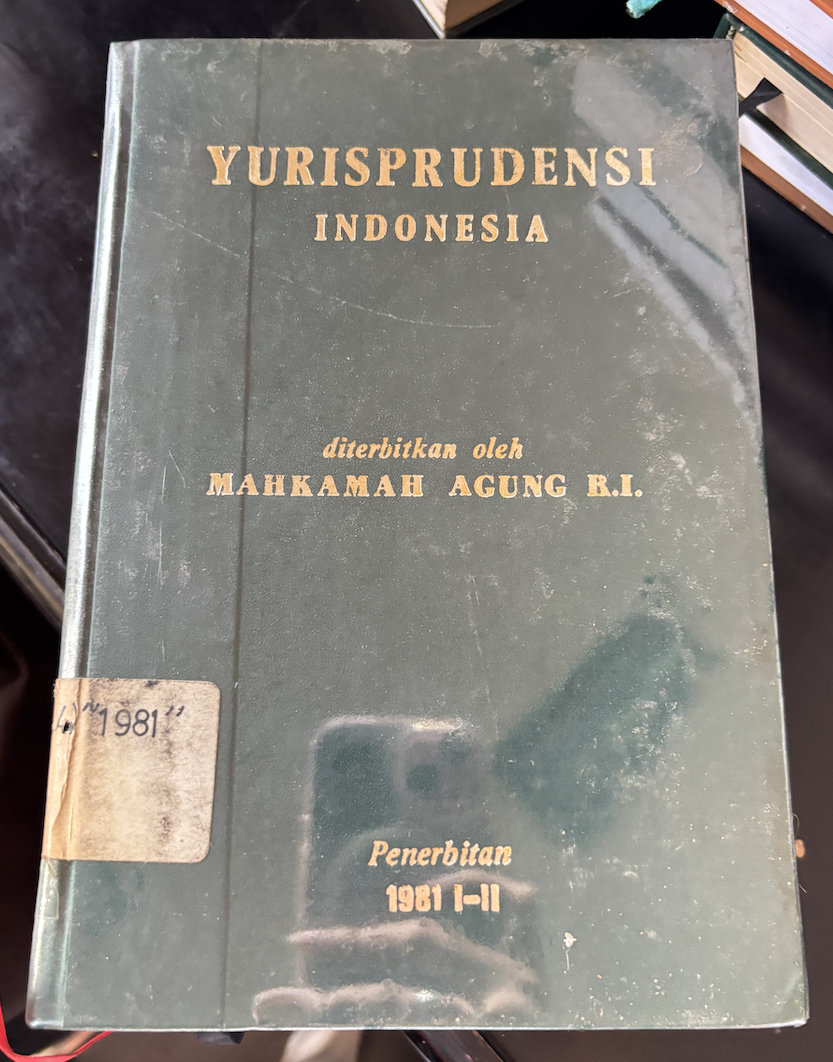 YURISPRUDENSI
INDONESIA
diterbitkan oleh
MAHKAMAH AGUNG R.I.
"1981"
Penerbitan
1981 I-II